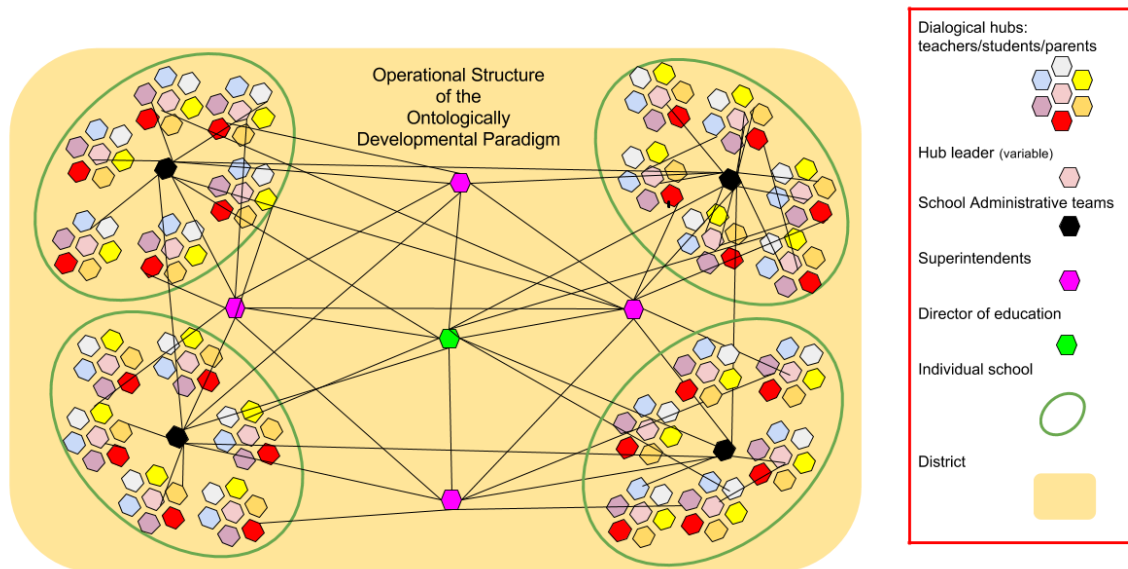 Operational Structure
of the
Ontologically
Developmental Paradigm
Dialogical hubs:
teachers/students/parents
Hub leader (variable)
School Administrative teams
Superintendents
Director of education
Individual school
District